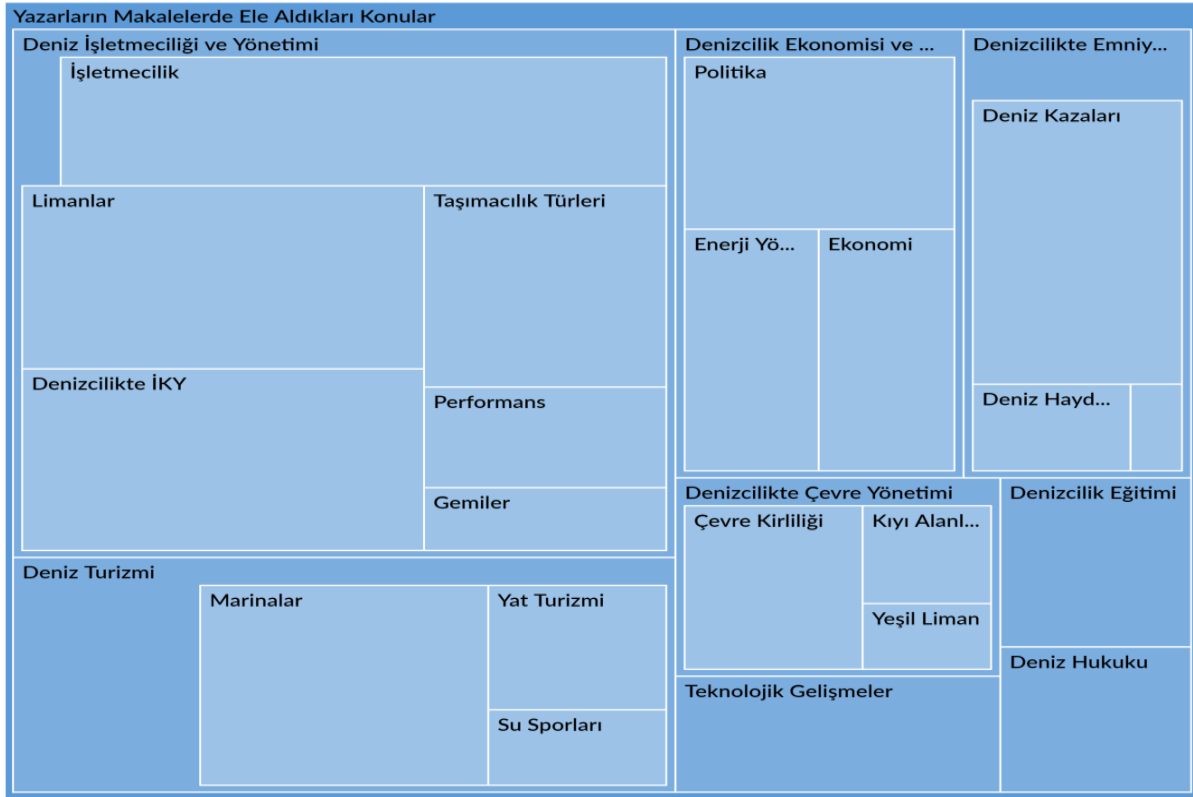 Yazarların Makalelerde Ele Aldıkları Konular
Deniz İşletmeciliği ve Yönetimi
İşletmecilik
Limanlar
Taşımacılık Türleri
Denizcilikte İKY
Performans
Gemiler
Deniz Turizmi
Marinalar
Yat Turizmi
Su Sporları
Denizcilik Ekonomisi ve ...
Politika
Enerji Yö...
Ekonomi
Denizcilikte Emniy...
Deniz Kazaları
Deniz Hayd...
Denizcilikte Çevre Yönetimi
Çevre Kirliliği
Kıyı Alanl...
Yeşil Liman
Denizcilik Eğitimi
Teknolojik Gelişmeler
Deniz Hukuku